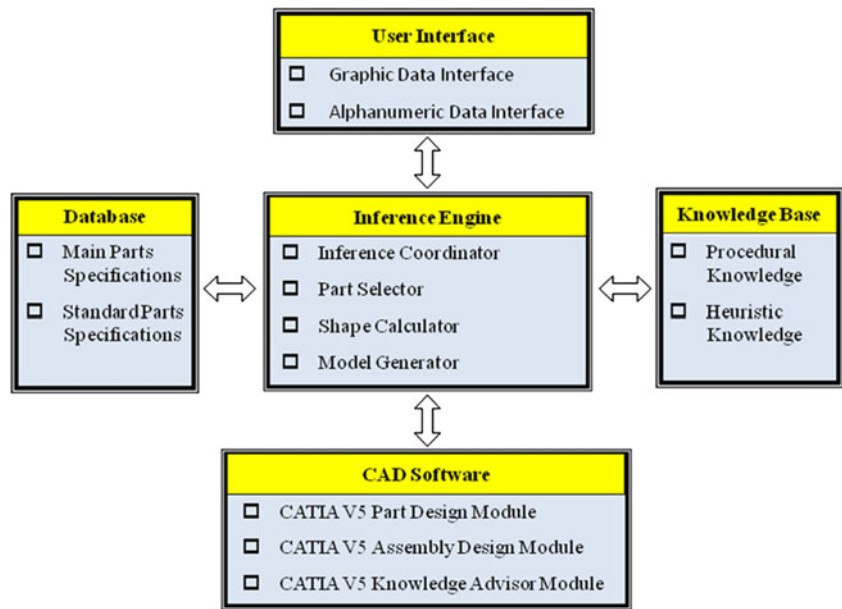 User Interface
Graphic Data Interface
Alphanumeric Data Interface
Database
Main Parts
Specifications
Standard Parts
Specifications
Inference Engine
Inference Coordinator
Part Selector
Shape Calculator
Model Generator
Knowledge Base
Procedural
Knowledge
Heuristic
Knowledge
CAD Software
CATIA V5 Part Design Module
CATIA V5 Assembly Design Module
CATIA V5 Knowledge Advisor Module